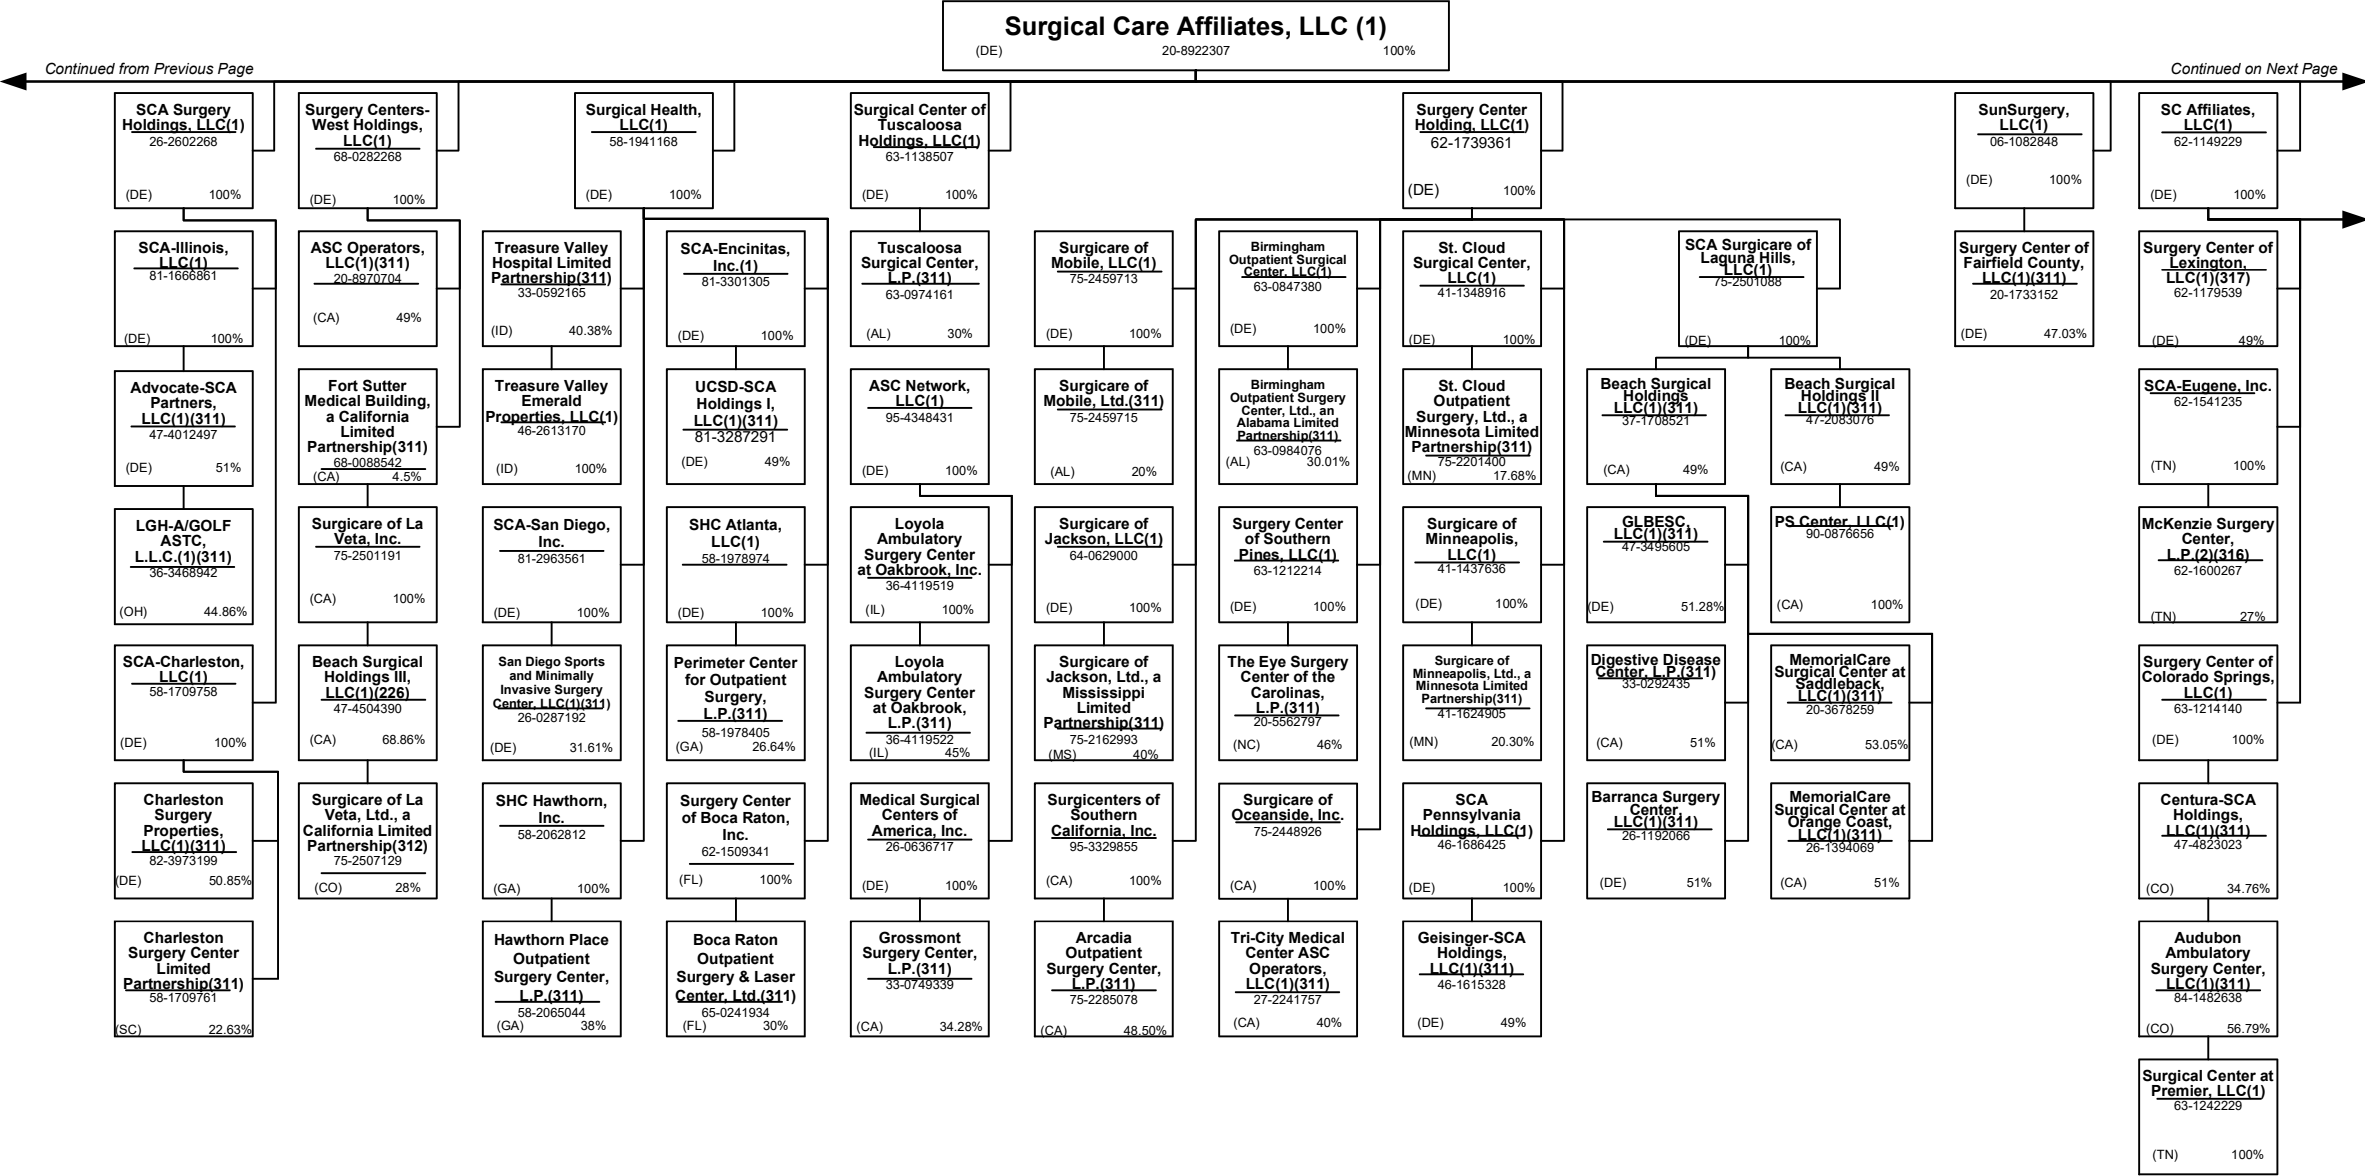 Surgical Care Affiliates, LLC (1)
(DE) 20-8922307 100%
Continued from Previous Page
Continued on Next Page
SCA Surgery
Holdings, LLC(1)
26-2602268
(DE) 100%
Surgery Centers-
West Holdings,
LLC(1)
68-0282268
(DE) 100%
Surgical Health,
LLC(1)
58-1941168
(DE) 100%
Surgical Center of
Tuscaloosa
Holdings, LLC(1)
63-1138507
(DE) 100%
Surgery Center
Holding, LLC(1)
62-1739361
(DE) 100%
SunSurgery,
LLC(1)
06-1082848
(DE) 100%
SC Affiliates,
LLC(1)
62-1149229
(DE) 100%
SCA-Illinois,
LLC(1)
81-1666861
(DE) 100%
ASC Operators,
LLC(1)(311)
20-8970704
(CA) 49%
Treasure Valley
Hospital Limited
Partnership(311)
33-0592165
(ID) 40.38%
SCA-Encinitas,
Inc.(1)
81-3301305
(DE) 100%
Tuscaloosa
Surgical Center,
L.P.(311)
63-0974161
(AL) 30%
Surgicare of
Mobile, LLC(1)
75-2459713
(DE) 100%
Birmingham
Outpatient Surgical
Center, LLC(1)
63-0847380
(DE) 100%
St. Cloud
Surgical Center,
LLC(1)
41-1348916
(DE) 100%
SCA Surgicare of
Laguna Hills,
LLC(1)
75-2501088
(DE) 100%
Surgery Center of
Fairfield County,
LLC(1)(311)
20-1733152
(DE) 47.03%
Surgery Center of
Lexington,
LLC(1)(317)
62-1179539
(DE) 49%
Advocate-SCA
Partners,
LLC(1)(311)
47-4012497
(DE) 51%
Fort Sutter
Medical Building,
a California
Limited
Partnership(311)
68-0088542
(CA) 4.5%
Treasure Valley
Emerald
Properties, LLC(1)
46-2613170
(ID) 100%
UCSD-SCA
Holdings I,
LLC(1)(311)
81-3287291
(DE) 49%
ASC Network,
LLC(1)
95-4348431
(DE) 100%
Surgicare of
Mobile, Ltd.(311)
75-2459715
(AL) 20%
Birmingham
Outpatient Surgery
Center, Ltd., an
Alabama Limited
Partnership(311)
63-0984076
(AL) 30.01%
St. Cloud
Outpatient
Surgery, Ltd., a
Minnesota Limited
Partnership(311)
75-2201400
(MN) 17.68%
Beach Surgical
Holdings
LLC(1)(311)
37-1708521
(CA) 49%
Beach Surgical
Holdings II
LLC(1)(311)
47-2083076
(CA) 49%
SCA-Eugene, Inc.
62-1541235
(TN) 100%
LGH-A/GOLF
ASTC,
L.L.C.(1)(311)
36-3468942
(OH) 44.86%
Surgicare of La
Veta, Inc.
75-2501191
(CA) 100%
SCA-San Diego,
Inc.
81-2963561
(DE) 100%
SHC Atlanta,
LLC(1)
58-1978974
(DE) 100%
Loyola
Ambulatory
Surgery Center
at Oakbrook, Inc.
36-4119519
(IL) 100%
Surgicare of
Jackson, LLC(1)
64-0629000
(DE) 100%
Surgery Center
of Southern
Pines, LLC(1)
63-1212214
(DE) 100%
Surgicare of
Minneapolis,
LLC(1)
41-1437636
(DE) 100%
GLBESC,
LLC(1)(311)
47-3495605
(DE) 51.28%
PS Center, LLC(1)
90-0876656
(CA) 100%
McKenzie Surgery
Center,
L.P.(2)(316)
62-1600267
(TN) 27%
SCA-Charleston,
LLC(1)
58-1709758
(DE) 100%
Beach Surgical
Holdings III,
LLC(1)(226)
47-4504390
(CA) 68.86%
San Diego Sports
and Minimally
Invasive Surgery
Center, LLC(1)(311)
26-0287192
(DE) 31.61%
Perimeter Center
for Outpatient
Surgery,
L.P.(311)
58-1978405
(GA) 26.64%
Loyola
Ambulatory
Surgery Center
at Oakbrook,
L.P.(311)
36-4119522
(IL) 45%
Surgicare of
Jackson, Ltd., a
Mississippi
Limited
Partnership(311)
75-2162993
(MS) 40%
The Eye Surgery
Center of the
Carolinas,
L.P.(311)
20-5562797
(NC) 46%
Surgicare of
Minneapolis, Ltd., a
Minnesota Limited
Partnership(311)
41-1624905
(MN) 20.30%
Digestive Disease
Center, L.P.(311)
33-0292435
(CA) 51%
MemorialCare
Surgical Center at
Saddleback,
LLC(1)(311)
20-3678259
(CA) 53.05%
Surgery Center of
Colorado Springs,
LLC(1)
63-1214140
(DE) 100%
Charleston
Surgery
Properties,
LLC(1)(311)
82-3973199
(DE) 50.85%
Surgicare of La
Veta, Ltd., a
California Limited
Partnership(312)
75-2507129
(CO) 28%
SHC Hawthorn,
Inc.
58-2062812
(GA) 100%
Surgery Center
of Boca Raton,
Inc.
62-1509341
(FL) 100%
Medical Surgical
Centers of
America, Inc.
26-0636717
(DE) 100%
Surgicenters of
Southern
California, Inc.
95-3329855
(CA) 100%
Surgicare of
Oceanside, Inc.
75-2448926
(CA) 100%
SCA
Pennsylvania
Holdings, LLC(1)
46-1686425
(DE) 100%
Barranca Surgery
Center,
LLC(1)(311)
26-1192066
(DE) 51%
MemorialCare
Surgical Center at
Orange Coast,
LLC(1)(311)
26-1394069
(CA) 51%
Centura-SCA
Holdings,
LLC(1)(311)
47-4823023
(CO) 34.76%
Charleston
Surgery Center
Limited
Partnership(311)
58-1709761
(SC) 22.63%
Hawthorn Place
Outpatient
Surgery Center,
L.P.(311)
58-2065044
(GA) 38%
Boca Raton
Outpatient
Surgery & Laser
Center, Ltd.(311)
65-0241934
(FL) 30%
Grossmont
Surgery Center,
L.P.(311)
33-0749339
(CA) 34.28%
Arcadia
Outpatient
Surgery Center,
L.P.(311)
75-2285078
(CA) 48.50%
Tri-City Medical
Center ASC
Operators,
LLC(1)(311)
27-2241757
(CA) 40%
Geisinger-SCA
Holdings,
LLC(1)(311)
46-1615328
(DE) 49%
Audubon
Ambulatory
Surgery Center,
LLC(1)(311)
84-1482638
(CO) 56.79%
Surgical Center at
Premier, LLC(1)
63-1242229
(TN) 100%